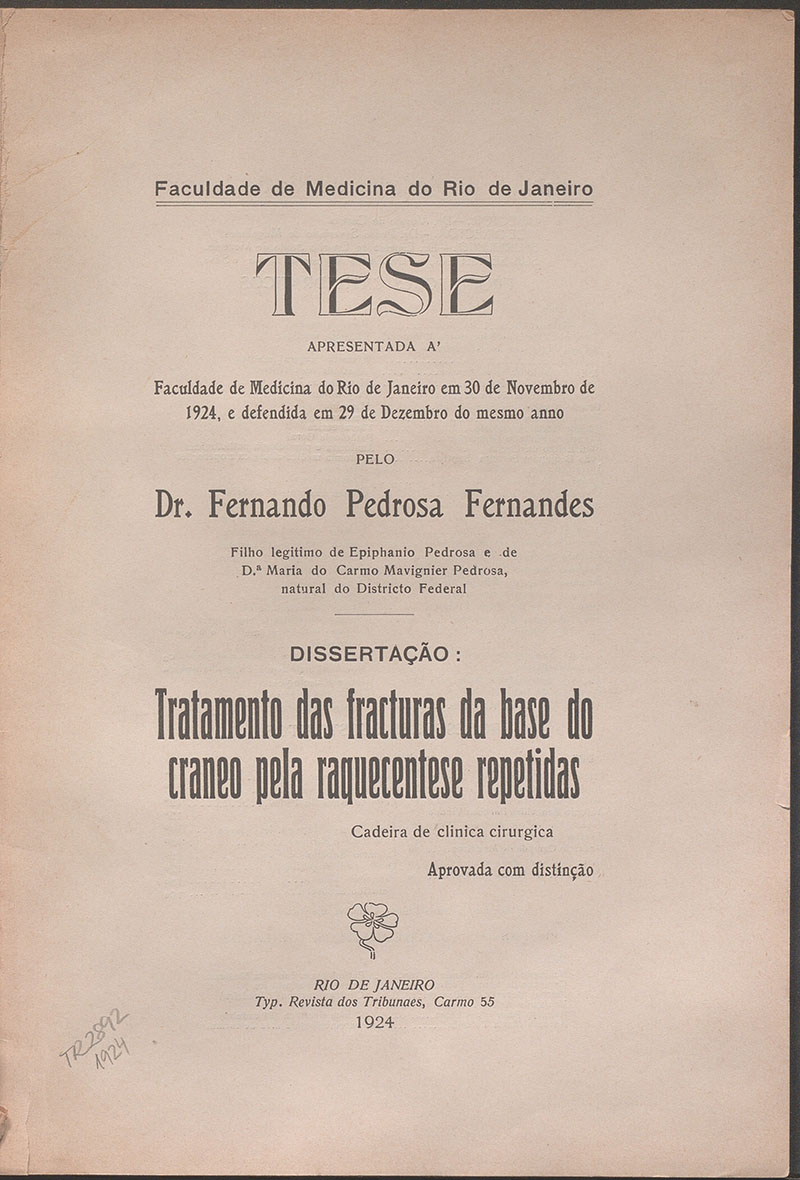 Faculdade de Medicina do Rio de Janeiro
TESE
APRESENTADA A'
Faculdade de Medicina do Rio de Janeiro em 30 de Novembro de
1924, e defendida em 29 de Dezembro do mesmo anno
PELO
Dr. Fernando Pedrosa Fernandes
Filho legitimo de Epiphanio Pedrosa e de
D.ª Maria do Carmo Mavignier Pedrosa,
natural do Districto Federal
DISSERTAÇÃO :
Tratamento das fracturas da base do
craneo pela raquecentese repetidas
Cadeira de clinica cirurgica
Aprovada com distinção
RIO DE JANEIRO
Typ. Revista dos Tribunaes, Carmo 55
1924
TR2892
1924